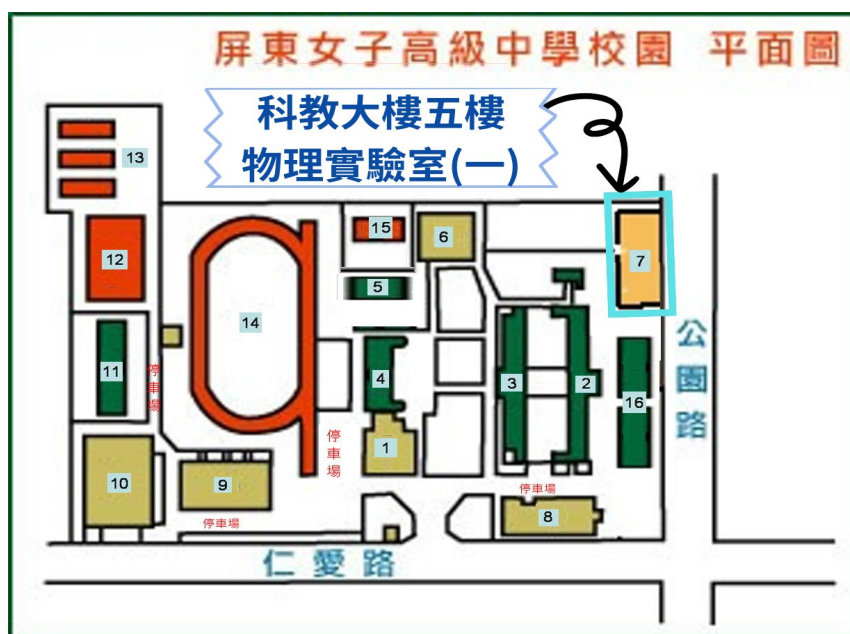 屏東女子高級中學校園 平面圖
科教大樓五樓
物理實驗室(一)
13
15
6
12
7
5
14
公園路
11
停車場
4
3
2
16
停車場
1
10
9
停車場
8
停車場
仁愛路